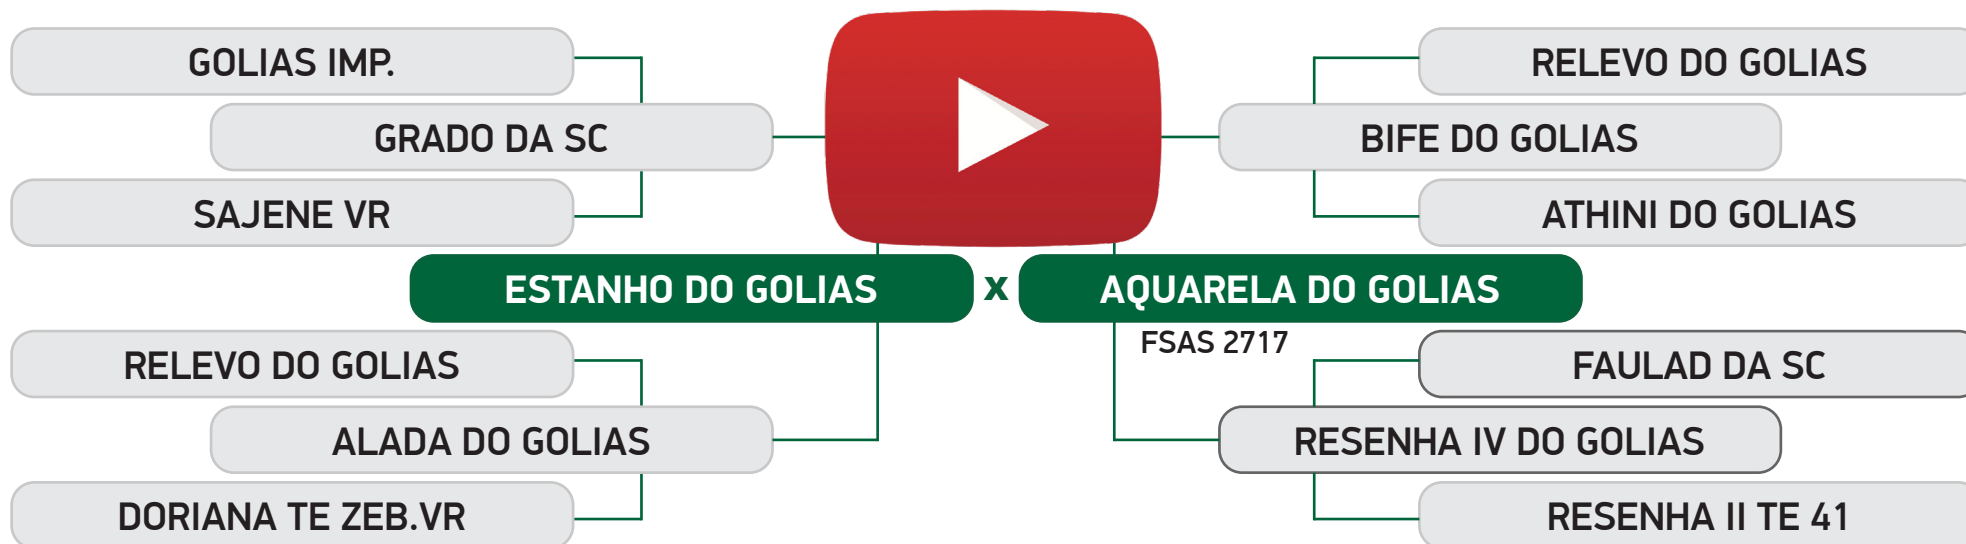 GOLIAS IMP.
GRADO DA SC
SAJENE VR
RELEVO DO GOLIAS
BIFE DO GOLIAS
ATHINI DO GOLIAS
ESTANHO DO GOLIAS x AQUARELA DO GOLIAS
FSAS 2717
RELEVO DO GOLIAS
ALADA DO GOLIAS
DORIANA TE ZEB.VR
FAULAD DA SC
RESENHA IV DO GOLIAS
RESENHA II TE 41